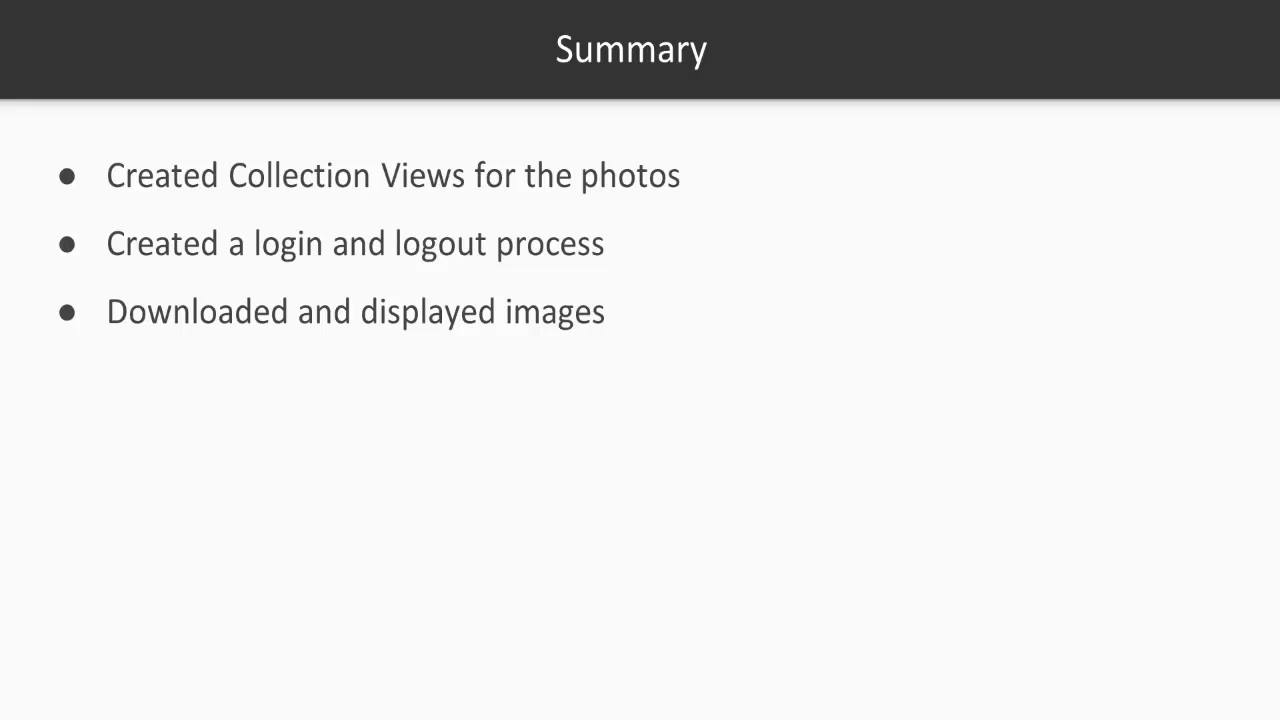 Summary
● Created Collection Views for the photos
● Created a login and logout process
● Downloaded and displayed images